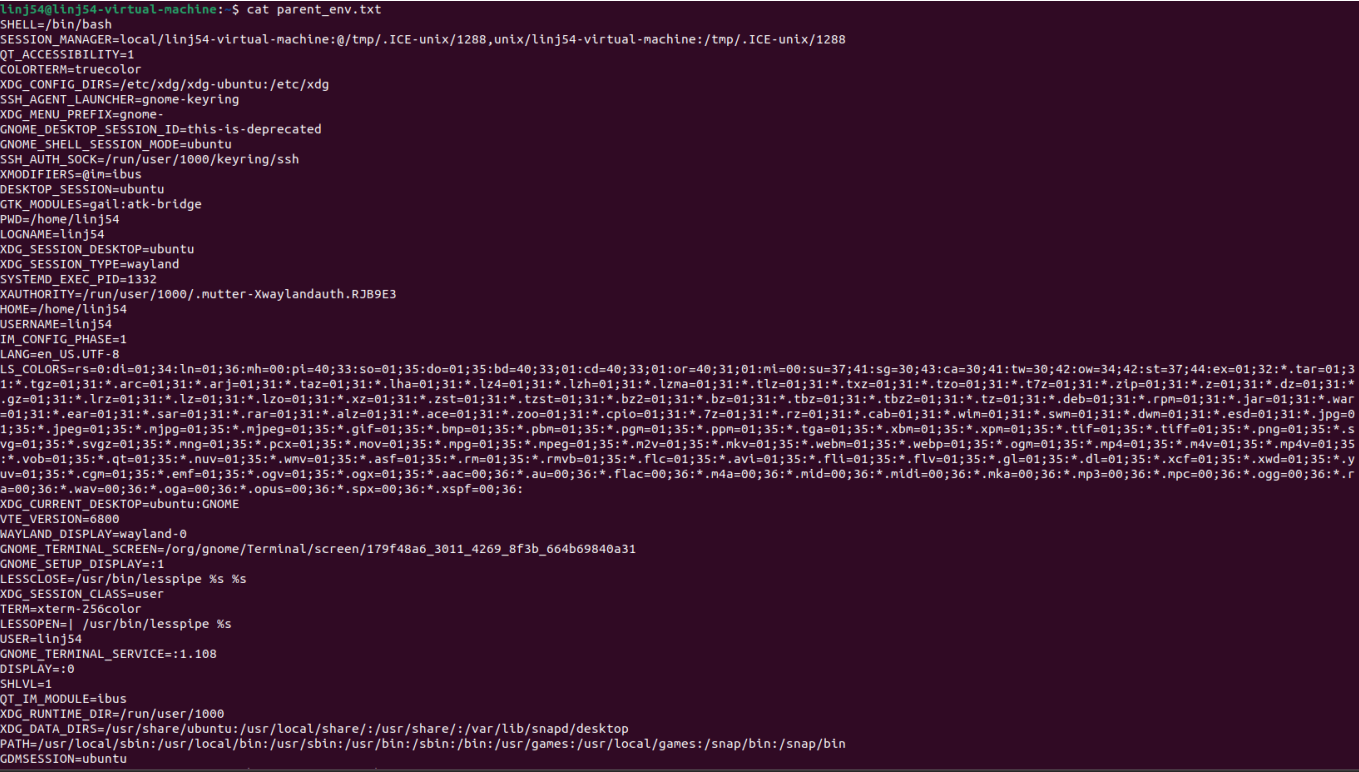 linj54@linj54-virtual-machine:~$ cat parent_env.txt
SHELL=/bin/bash
SESSION_MANAGER=local/linj54-virtual-machine:@/tmp/.ICE-unix/1288,unix/linj54-virtual-machine:/tmp/.ICE-unix/1288
QT_ACCESSIBILITY=1
COLORTERM=truecolor
XDG_CONFIG_DIRS=/etc/xdg/xdg-ubuntu:/etc/xdg
SSH_AGENT_LAUNCHER=gnome-keyring
XDG_MENU_PREFIX=gnome-
GNOME_DESKTOP_SESSION_ID=this-is-deprecated
GNOME_SHELL_SESSION_MODE=ubuntu
SSH_AUTH_SOCK=/run/user/1000/keyring/ssh
XMODIFIERS=@im=ibus
DESKTOP_SESSION=ubuntu
GTK_MODULES=gail:atk-bridge
PWD=/home/linj54
LOGNAME=linj54
XDG_SESSION_DESKTOP=ubuntu
XDG_SESSION_TYPE=wayland
SYSTEMD_EXEC_PID=1332
XAUTHORITY=/run/user/1000/.mutter-Xwaylandauth.RJB9E3
HOME=/home/linj54
USERNAME=linj54
IM_CONFIG_PHASE=1
LANG=en_US.UTF-8
LS_COLORS=rs=0:di=01;34:ln=01;36:mh=00:pi=40;33:so=01;35:do=01;35:bd=40;33;01:cd=40;33;01:or=40;31;01:mi=00:su=37;41:sg=30;43:ca=30;41:tw=30;42:ow=34;42:st=37;44:ex=01;32:*.tar=01;3
1:*.tgz=01;31:*.arc=01;31:*.arj=01;31:*.taz=01;31:*.lha=01;31:*.lz4=01;31:*.lzh=01;31:*.lzma=01;31:*.tlz=01;31:*.txz=01;31:*.tzo=01;31:*.t7z=01;31:*.zip=01;31:*.z=01;31:*.dz=01;31:*
.gz=01;31:*.lrz=01;31:*.lz=01;31:*.lzo=01;31:*.xz=01;31:*.zst=01;31:*.tzst=01;31:*.bz2=01;31:*.bz=01;31:*.tbz=01;31:*.tbz2=01;31:*.tz=01;31:*.deb=01;31:*.rpm=01;31:*.jar=01;31:*.war
=01;31:*.ear=01;31:*.sar=01;31:*.rar=01;31:*.alz=01;31:*.ace=01;31:*.zoo=01;31:*.cpio=01;31:*.7z=01;31:*.rz=01;31:*.cab=01;31:*.wim=01;31:*.swm=01;31:*.dwm=01;31:*.esd=01;31:*.jpg=0
1;35:*.jpeg=01;35:*.mjpg=01;35:*.mjpeg=01;35:*.gif=01;35:*.bmp=01;35:*.pbm=01;35:*.pgm=01;35:*.ppm=01;35:*.tga=01;35:*.xbm=01;35:*.xpm=01;35:*.tif=01;35:*.tiff=01;35:*.png=01;35:*.s
vg=01;35:*.svgz=01;35:*.mng=01;35:*.pcx=01;35:*.mov=01;35:*.mpg=01;35:*.mpeg=01;35:*.m2v=01;35:*.mkv=01;35:*.webm=01;35:*.webp=01;35:*.ogm=01;35:*.mp4=01;35:*.m4v=01;35:*.mp4v=01;35
:*.vob=01;35:*.qt=01;35:*.nuv=01;35:*.wmv=01;35:*.asf=01;35:*.rm=01;35:*.rmvb=01;35:*.flc=01;35:*.avi=01;35:*.fli=01;35:*.flv=01;35:*.gl=01;35:*.dl=01;35:*.xcf=01;35:*.xwd=01;35:*.y
uv=01;35:*.cgm=01;35:*.emf=01;35:*.ogv=01;35:*.ogx=01;35:*.aac=00;36:*.au=00;36:*.flac=00;36:*.m4a=00;36:*.mid=00;36:*.midi=00;36:*.mka=00;36:*.mp3=00;36:*.mpc=00;36:*.ogg=00;36:*.r
a=00;36:*.wav=00;36:*.oga=00;36:*.opus=00;36:*.spx=00;36:*.xspf=00;36:
XDG_CURRENT_DESKTOP=ubuntu:GNOME
VTE_VERSION=6800
WAYLAND_DISPLAY=wayland-0
GNOME_TERMINAL_SCREEN=/org/gnome/Terminal/screen/179f48a6_3011_4269_8f3b_664b69840a31
GNOME_SETUP_DISPLAY=:1
LESSCLOSE=/usr/bin/lesspipe %s %s
XDG_SESSION_CLASS=user
TERM=xterm-256color
LESSOPEN=| /usr/bin/lesspipe %s
USER=linj54
GNOME_TERMINAL_SERVICE=:1.108
DISPLAY=:0
SHLVL=1
QT_IM_MODULE=ibus
XDG_RUNTIME_DIR=/run/user/1000
XDG_DATA_DIRS=/usr/share/ubuntu:/usr/local/share/:/usr/share/:/var/lib/snapd/desktop
PATH=/usr/local/sbin:/usr/local/bin:/usr/sbin:/usr/bin:/sbin:/bin:/usr/games:/usr/local/games:/snap/bin:/snap/bin
GDMSESSION=ubuntu